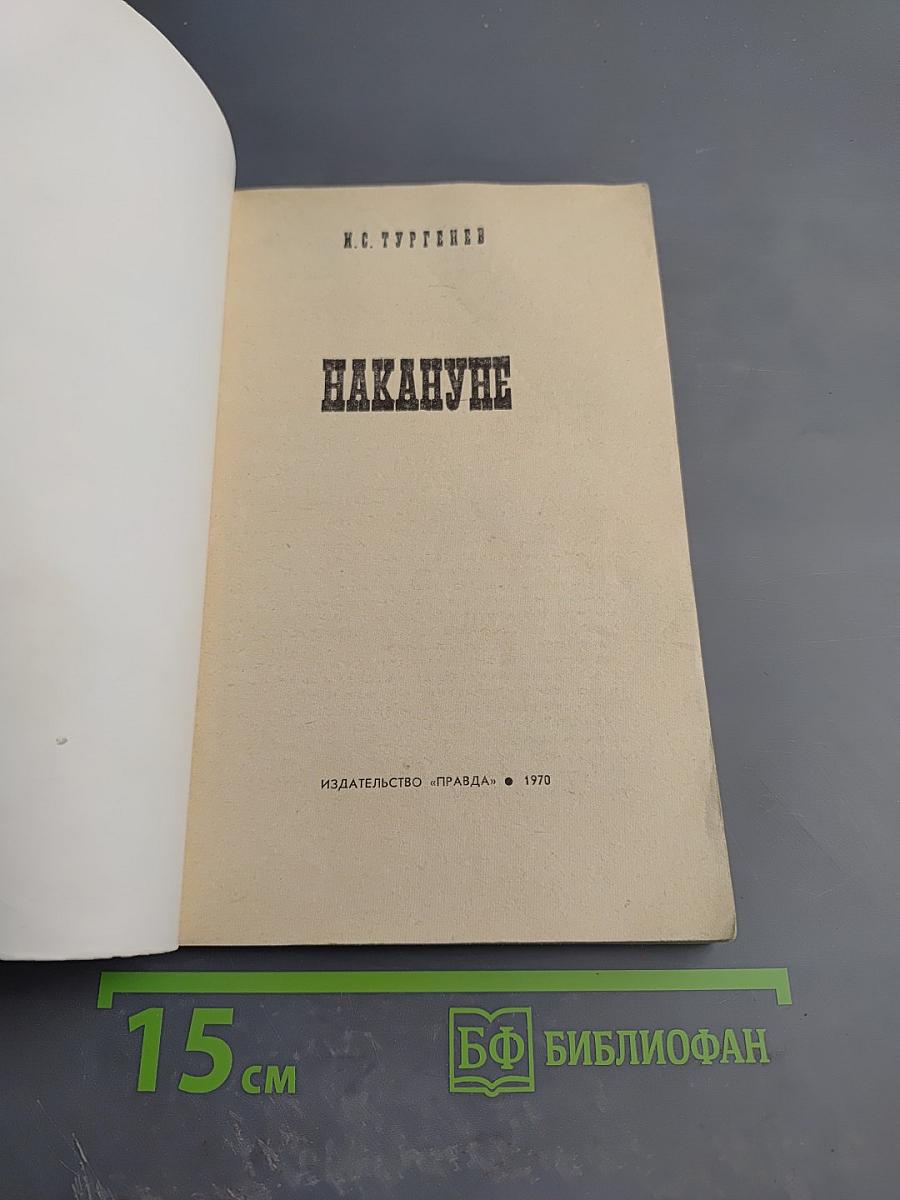 И.С. ТУРГЕНЕВ
НАКАНУНЕ
ИЗДАТЕЛЬСТВО «ПРАВДА» ● 1970
15 см
БФ БИБЛИОФАН